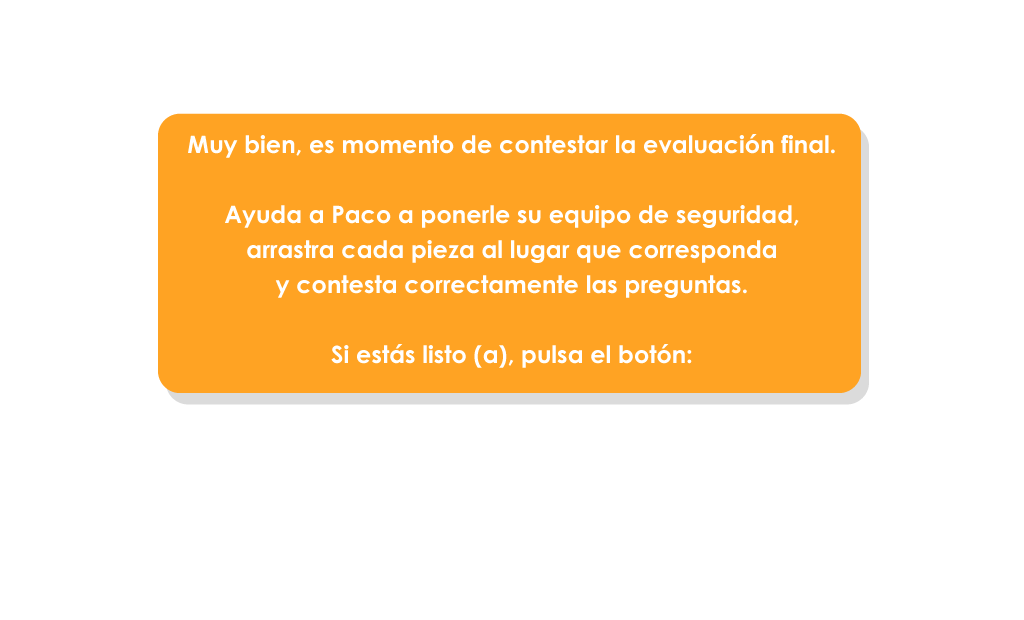 Muy bien, es momento de contestar la evaluación final.
Ayuda a Paco a ponerle su equipo de seguridad,
arrastra cada pieza al lugar que corresponda
y contesta correctamente las preguntas.
Si estás listo (a), pulsa el botón: